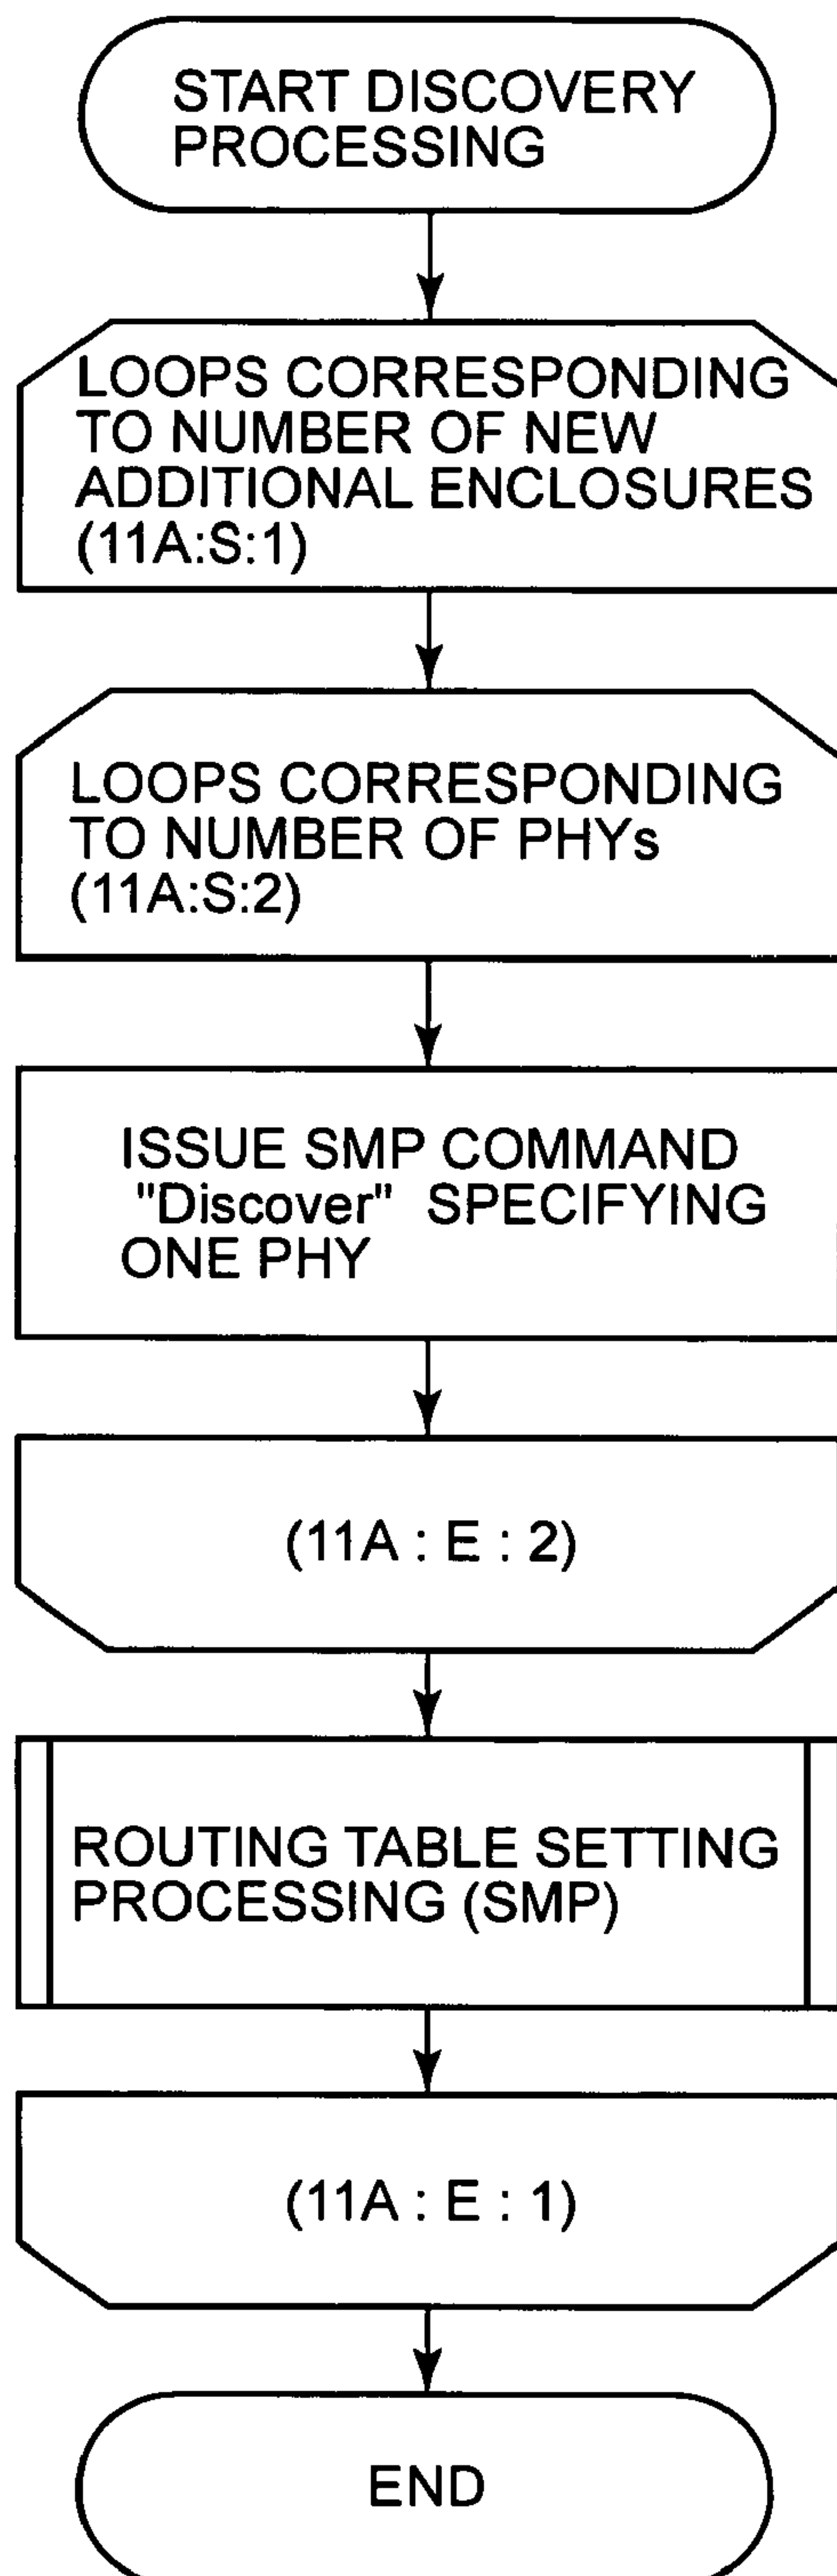 START DISCOVERY
PROCESSING
LOOPS CORRESPONDING
TO NUMBER OF NEW
ADDITIONAL ENCLOSURES
(11A:S:1)
LOOPS CORRESPONDING
TO NUMBER OF PHYs
(11A:S:2)
ISSUE SMP COMMAND
"Discover" SPECIFYING
ONE PHY
(11A : E : 2)
ROUTING TABLE SETTING
PROCESSING (SMP)
(11A : E : 1)
END